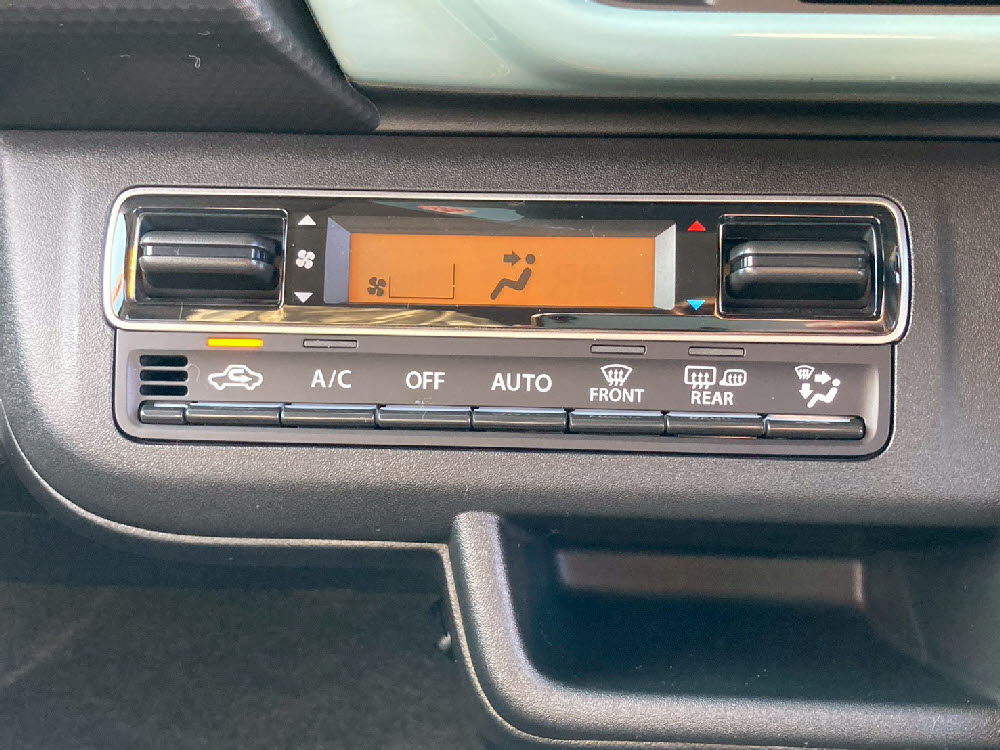 A/C OFF AUTO FRONT REAR